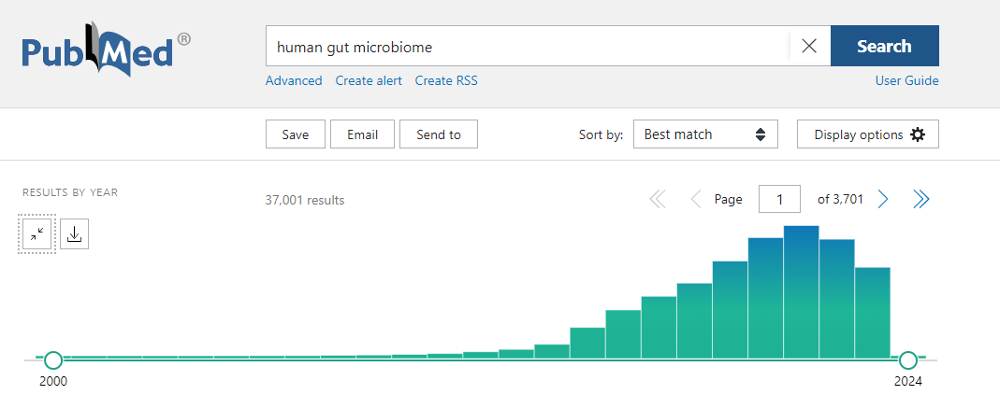 PubMed®
human gut microbiome
Search
Advanced Create alert Create RSS
User Guide
Save Email Send to
Sort by: Best match
Display options
RESULTS BY YEAR
37,001 results
Page 1 of 3,701
2000
2024